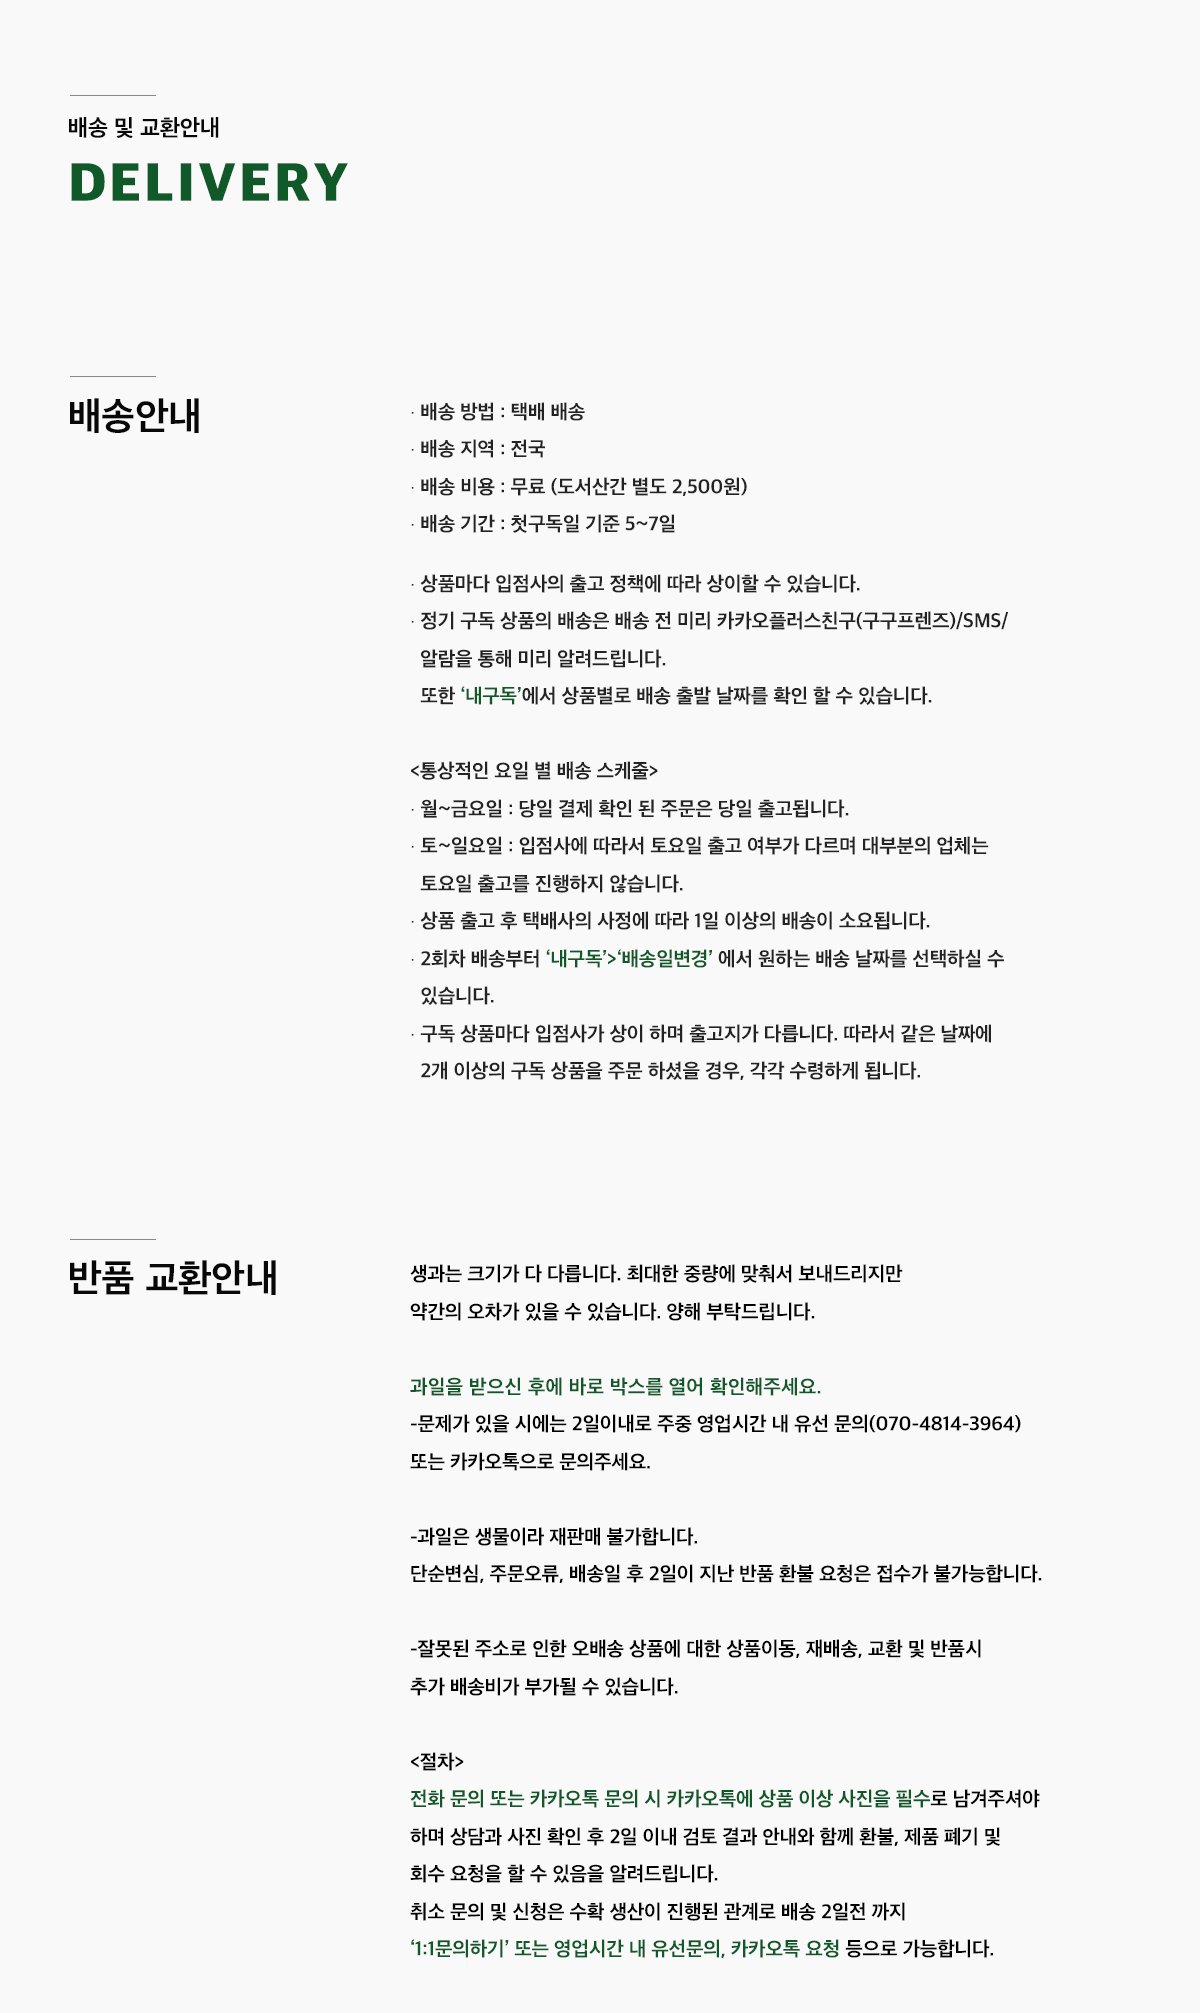 배송 및 교환안내
DELIVERY
배송안내
· 배송 방법 : 택배 배송
· 배송 지역 : 전국
· 배송 비용 : 무료 (도서산간 별도 2,500원)
· 배송 기간 : 첫구독일 기준 5~7일
· 상품마다 입점사의 출고 정책에 따라 상이할 수 있습니다.
· 정기 구독 상품의 배송은 배송 전 미리 카카오플러스친구(구구프렌즈)/SMS/
알람을 통해 미리 알려드립니다.
또한 ‘내구독’에서 상품별로 배송 출발 날짜를 확인 할 수 있습니다.
<통상적인 요일 별 배송 스케줄>
· 월~금요일 : 당일 결제 확인 된 주문은 당일 출고됩니다.
· 토~일요일 : 입점사에 따라서 토요일 출고 여부가 다르며 대부분의 업체는
토요일 출고를 진행하지 않습니다.
· 상품 출고 후 택배사의 사정에 따라 1일 이상의 배송이 소요됩니다.
· 2회차 배송부터 ‘내구독’>‘배송일변경’ 에서 원하는 배송 날짜를 선택하실 수
있습니다.
· 구독 상품마다 입점사가 상이 하며 출고지가 다릅니다. 따라서 같은 날짜에
2개 이상의 구독 상품을 주문 하셨을 경우, 각각 수령하게 됩니다.
반품 교환안내
생과는 크기가 다 다릅니다. 최대한 중량에 맞춰서 보내드리지만
약간의 오차가 있을 수 있습니다. 양해 부탁드립니다.
과일을 받으신 후에 바로 박스를 열어 확인해주세요.
-문제가 있을 시에는 2일이내로 주중 영업시간 내 유선 문의(070-4814-3964)
또는 카카오톡으로 문의주세요.
-과일은 생물이라 재판매 불가합니다.
단순변심, 주문오류, 배송일 후 2일이 지난 반품 환불 요청은 접수가 불가능합니다.
-잘못된 주소로 인한 오배송 상품에 대한 상품이동, 재배송, 교환 및 반품시
추가 배송비가 부가될 수 있습니다.
<절차>
전화 문의 또는 카카오톡 문의 시 카카오톡에 상품 이상 사진을 필수로 남겨주셔야
하며 상담과 사진 확인 후 2일 이내 검토 결과 안내와 함께 환불, 제품 폐기 및
회수 요청을 할 수 있음을 알려드립니다.
취소 문의 및 신청은 수확 생산이 진행된 관계로 배송 2일전 까지
‘1:1문의하기’ 또는 영업시간 내 유선문의, 카카오톡 요청 등으로 가능합니다.